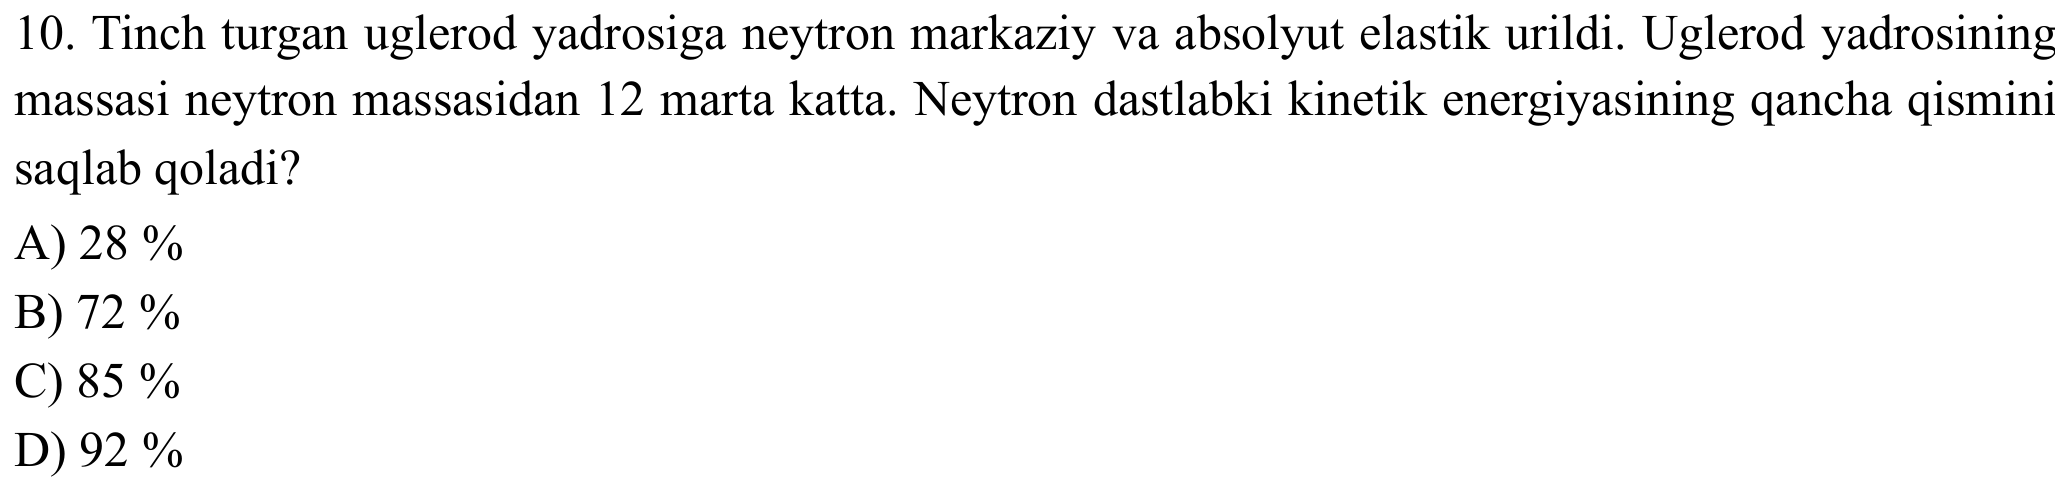 10. Tinch turgan uglerod yadrosiga neytron markaziy va absolyut elastik urildi. Uglerod yadrosining
massasi neytron massasidan 12 marta katta. Neytron dastlabki kinetik energiyasining qancha qismini
saqlab qoladi?
A) 28 %
B) 72 %
C) 85 %
D) 92 %